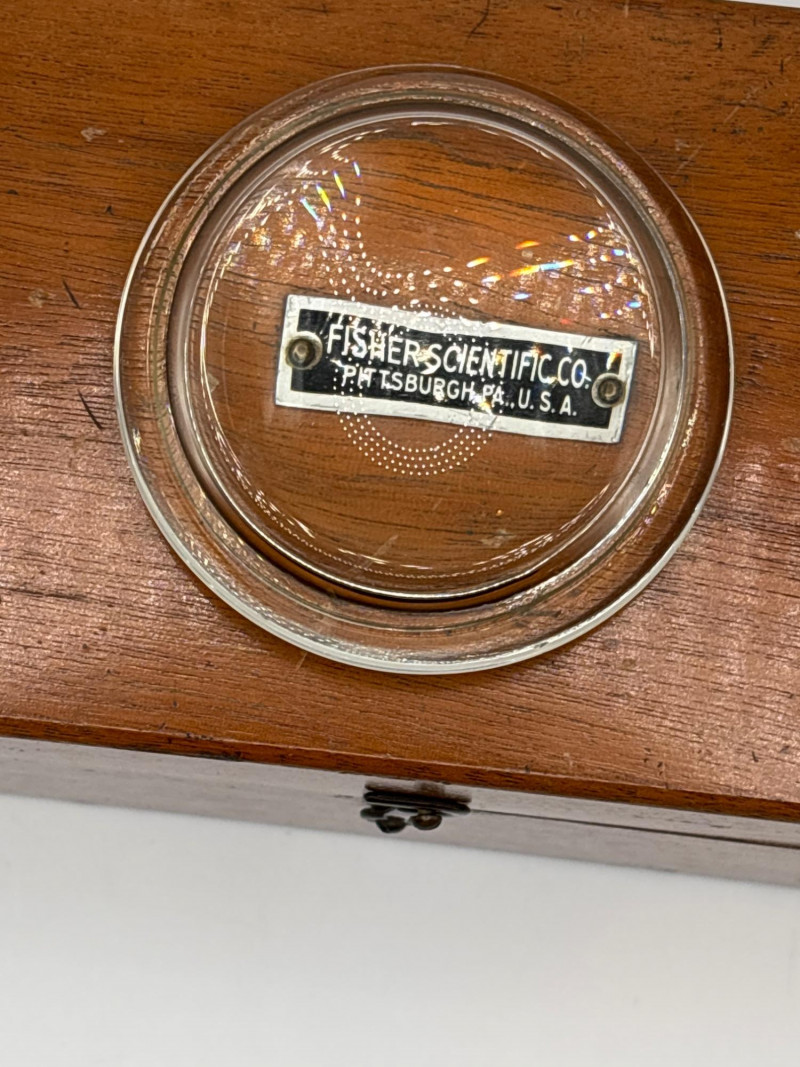 FISHER SCIENTIFIC CO.
PITTSBURGH, PA., U.S.A.